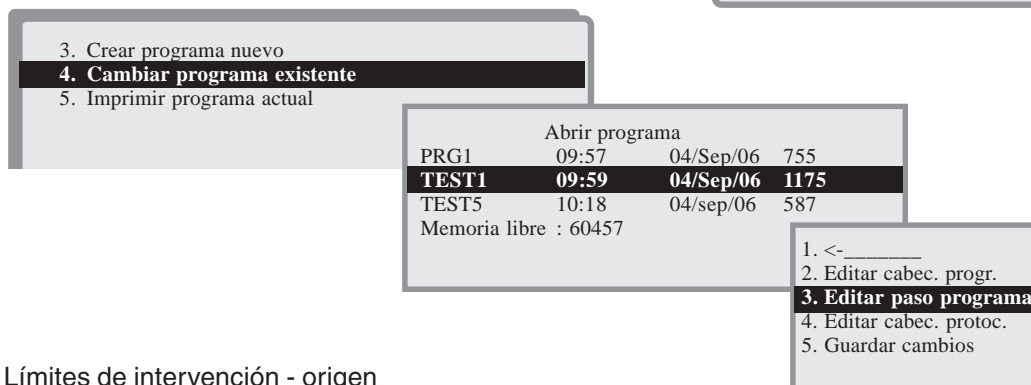 3. Crear programa nuevo
4. Cambiar programa existente
5. Imprimir programa actual
Abrir programa
PRG1 09:57 04/Sep/06 755
TEST1 09:59 04/Sep/06 1175
TEST5 10:18 04/sep/06 587
Memoria libre : 60457
1. <-_______
2. Editar cabec. progr.
3. Editar paso programa
4. Editar cabec. protoc.
5. Guardar cambios
Límites de intervención - origen